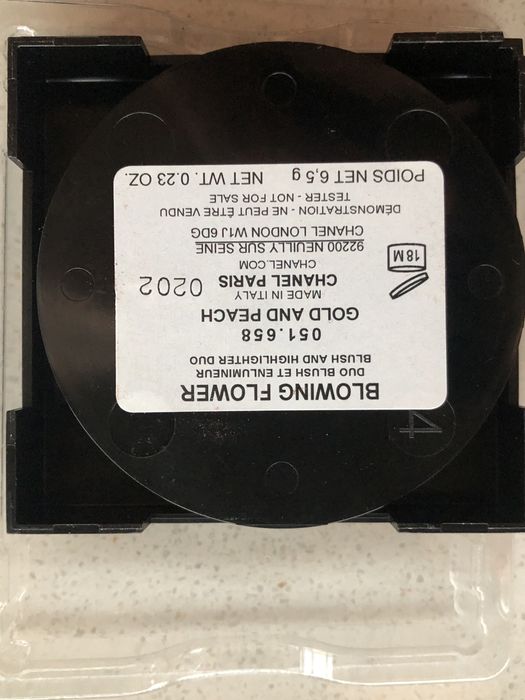 BLOWING FLOWER
DUO BLUSH ET ENLUMINEUR
BLUSH AND HIGHLIGHTER DUO
051.658
GOLD AND PEACH
MADE IN ITALY
CHANEL PARIS 0202
CHANEL.COM
92200 NEUILLY SUR SEINE
CHANEL LONDON W1J 6DG
18 M
DÉMONSTRATION - NE PEUT ÊTRE VENDU
TESTER - NOT FOR SALE
POIDS NET 6,5 g NET WT. 0.23 OZ.
4